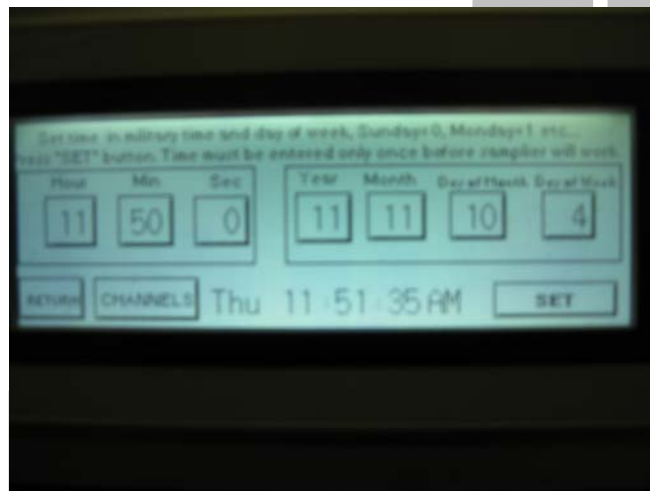 Set time in military time and day of week, Sunday=0, Monday=1 etc...
Press "SET" button. Time must be entered only once before sampler will work.
Hour Min Sec Year Month Day of Month Day of Week
11 50 0 11 11 10 4
RETURN CHANNELS Thu 11:51:35 AM SET